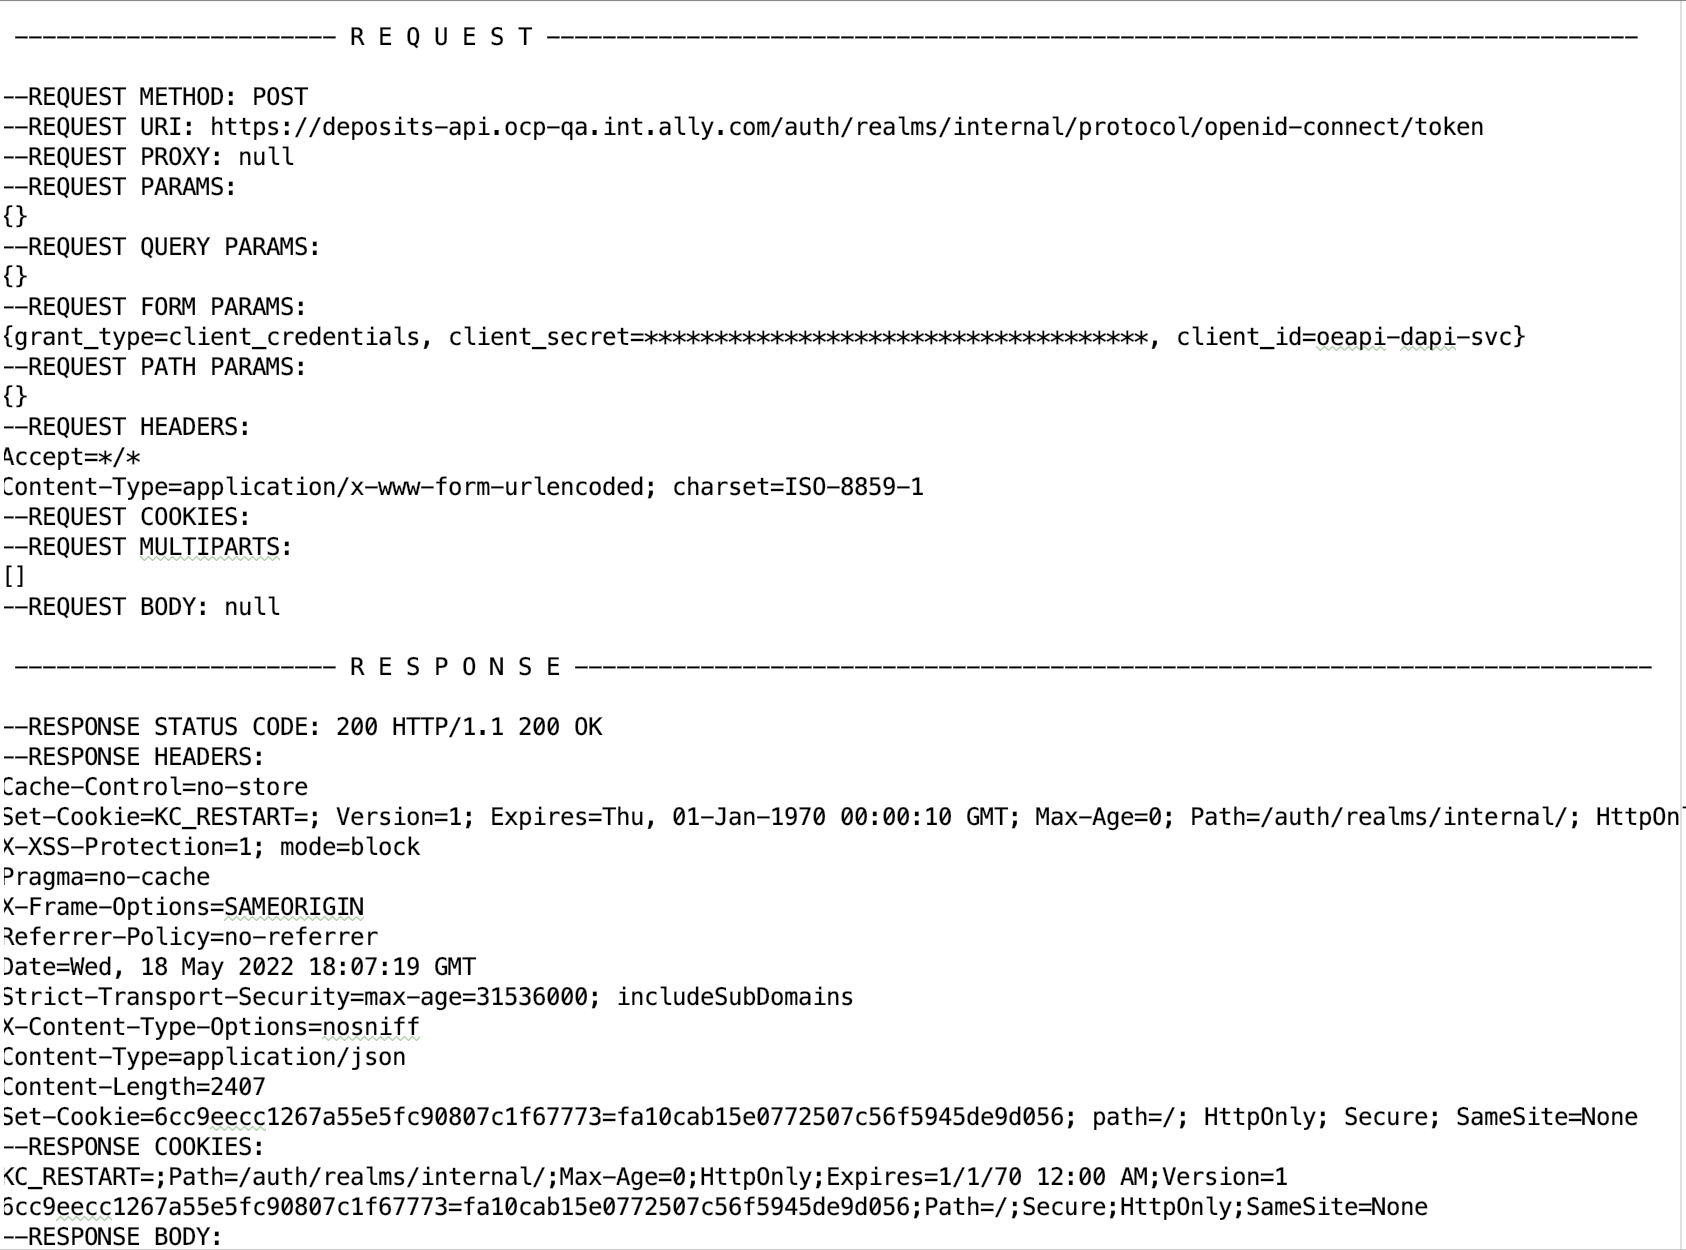 ---------------------- R E Q U E S T ------------------------------------------------------------------------------
--REQUEST METHOD: POST
--REQUEST URI: https://deposits-api.ocp-qa.int.ally.com/auth/realms/internal/protocol/openid-connect/token
--REQUEST PROXY: null
--REQUEST PARAMS:
{}
--REQUEST QUERY PARAMS:
{}
--REQUEST FORM PARAMS:
{grant_type=client_credentials, client_secret=************************************, client_id=oeapi-dapi-svc}
--REQUEST PATH PARAMS:
{}
--REQUEST HEADERS:
Accept=*/*
Content-Type=application/x-www-form-urlencoded; charset=ISO-8859-1
--REQUEST COOKIES:
--REQUEST MULTIPARTS:
[]
--REQUEST BODY: null
---------------------- R E S P O N S E -----------------------------------------------------------------------------
--RESPONSE STATUS CODE: 200 HTTP/1.1 200 OK
--RESPONSE HEADERS:
Cache-Control=no-store
Set-Cookie=KC_RESTART=; Version=1; Expires=Thu, 01-Jan-1970 00:00:10 GMT; Max-Age=0; Path=/auth/realms/internal/; HttpOn
X-XSS-Protection=1; mode=block
Pragma=no-cache
X-Frame-Options=SAMEORIGIN
Referrer-Policy=no-referrer
Date=Wed, 18 May 2022 18:07:19 GMT
Strict-Transport-Security=max-age=31536000; includeSubDomains
X-Content-Type-Options=nosniff
Content-Type=application/json
Content-Length=2407
Set-Cookie=6cc9eecc1267a55e5fc90807c1f67773=fa10cab15e0772507c56f5945de9d056; path=/; HttpOnly; Secure; SameSite=None
--RESPONSE COOKIES:
KC_RESTART=;Path=/auth/realms/internal/;Max-Age=0;HttpOnly;Expires=1/1/70 12:00 AM;Version=1
6cc9eecc1267a55e5fc90807c1f67773=fa10cab15e0772507c56f5945de9d056;Path=/;Secure;HttpOnly;SameSite=None
--RESPONSE BODY: